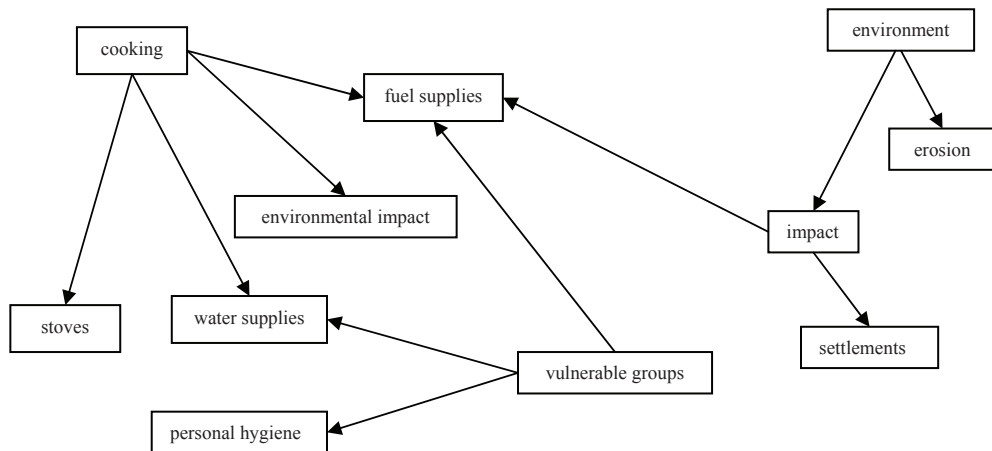 cooking
environment
fuel supplies
erosion
environmental impact
impact
stoves
water supplies
settlements
vulnerable groups
personal hygiene